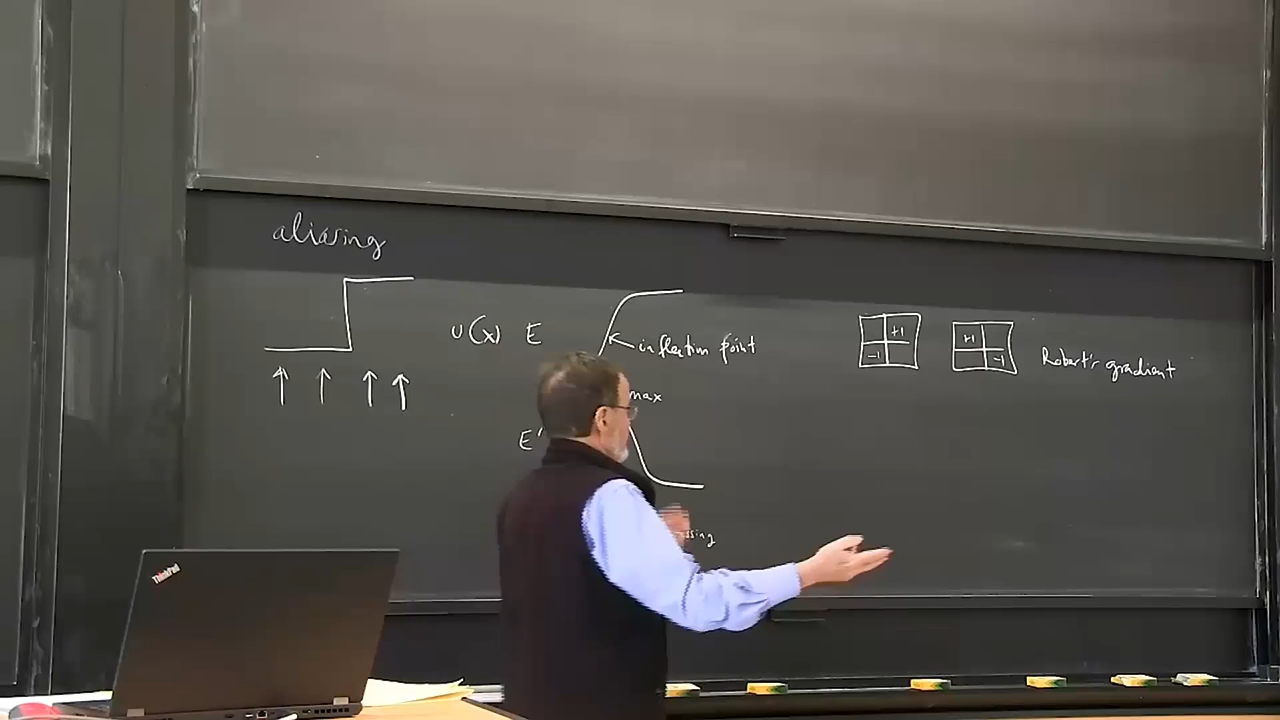 aliasing
u(x) E
inflection point
max
E'
+1
-1
+1
-1
Robert's gradient
ThinkPad